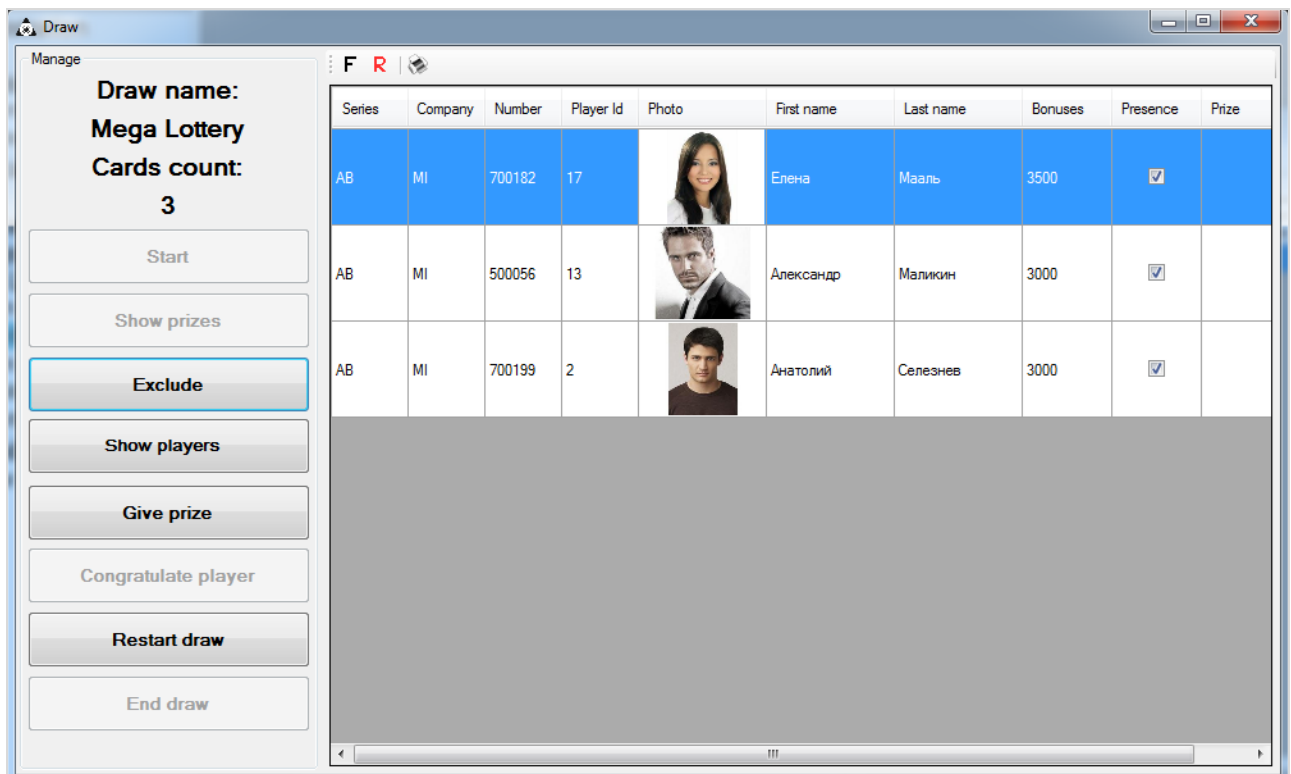 Draw
Manage
Draw name:
Mega Lottery
Cards count:
3
Start
Show prizes
Exclude
Show players
Give prize
Congratulate player
Restart draw
End draw
F R
Series Company Number Player Id Photo First name Last name Bonuses Presence Prize
AB MI 700182 17 Елена Мааль 3500
AB MI 500056 13 Александр Маликин 3000
AB MI 700199 2 Анатолий Селезнев 3000